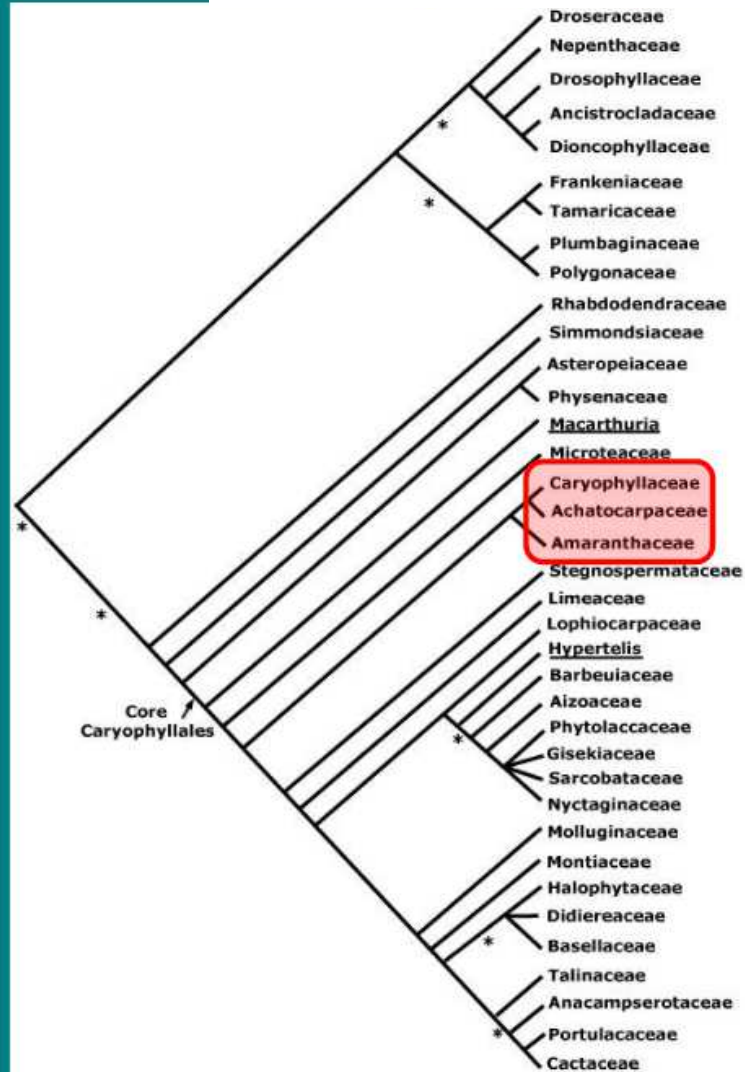 Droseraceae
Nepenthaceae
Drosophyllaceae
Ancistrocladaceae
Dioncophyllaceae
Frankeniaceae
Tamaricaceae
Plumbaginaceae
Polygonaceae
Rhabdodendraceae
Simmondsiaceae
Asteropeiaceae
Physenaceae
Macarthuria
Microteaceae
Caryophyllaceae
Achatocarpaceae
Amaranthaceae
Stegnospermataceae
Limeaceae
Lophiocarpaceae
Hypertelis
Barbeuiaceae
Aizoaceae
Phytolaccaceae
Gisekiaceae
Sarcobataceae
Nyctaginaceae
Molluginaceae
Montiaceae
Halophytaceae
Didiereaceae
Basellaceae
Talinaceae
Anacampserotaceae
Portulacaceae
Cactaceae
Core
Caryophyllales
*
*
*
*
*
*
*